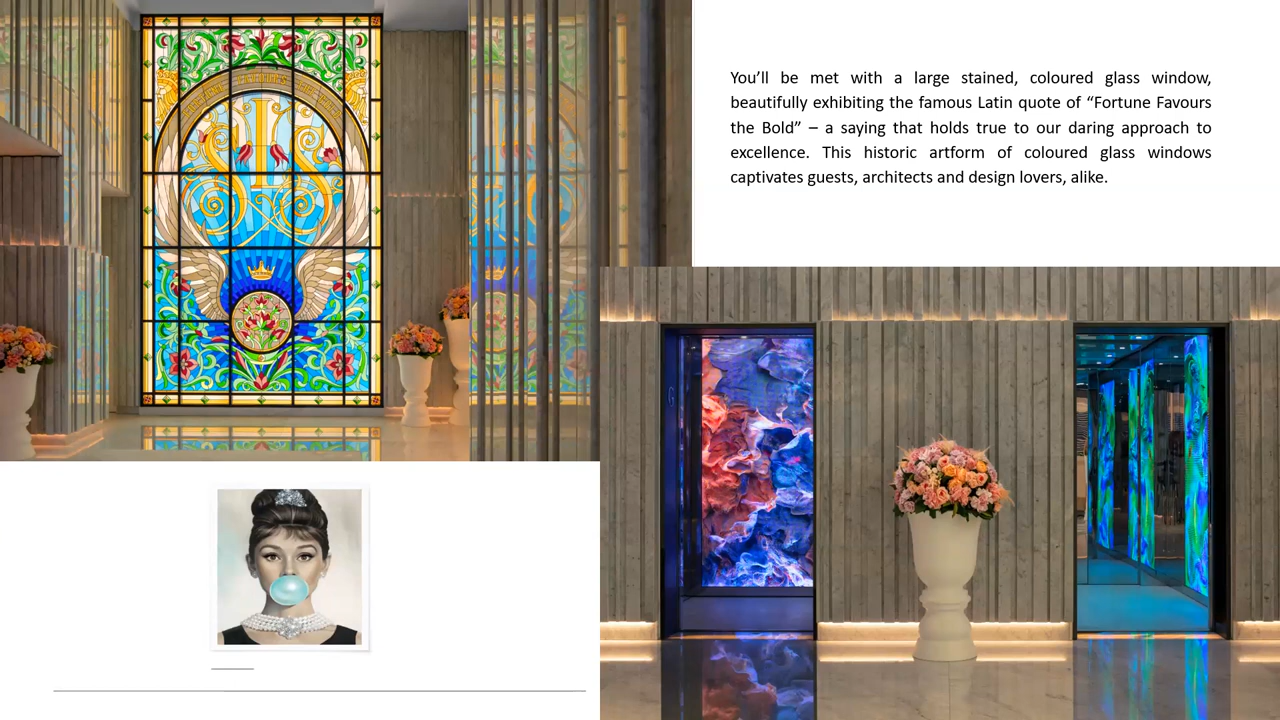 You’ll be met with a large stained, coloured glass window,
beautifully exhibiting the famous Latin quote of “Fortune Favours
the Bold” – a saying that holds true to our daring approach to
excellence. This historic artform of coloured glass windows
captivates guests, architects and design lovers, alike.